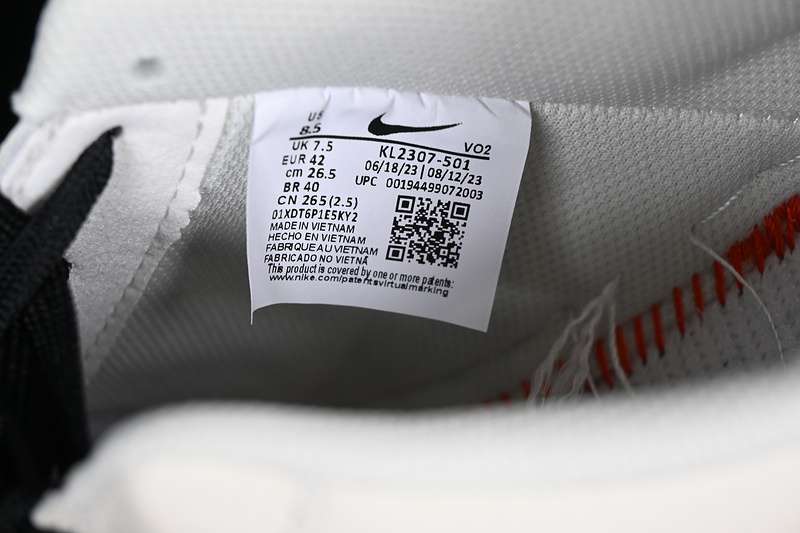 US
8.5
UK 7.5
EUR 42
cm 26.5
BR 40
CN 265 (2.5)
01XDT6P1E5KY2
MADE IN VIETNAM
HECHO EN VIETNAM
FABRIQUE AU VIETNAM
FABRICADO NO VIETNÃ
This product is covered by one or more patents:
www.nike.com/patentsvirtualmarking
VO2
KL2307-501
06/18/23 | 08/12/23
UPC 00194499072003